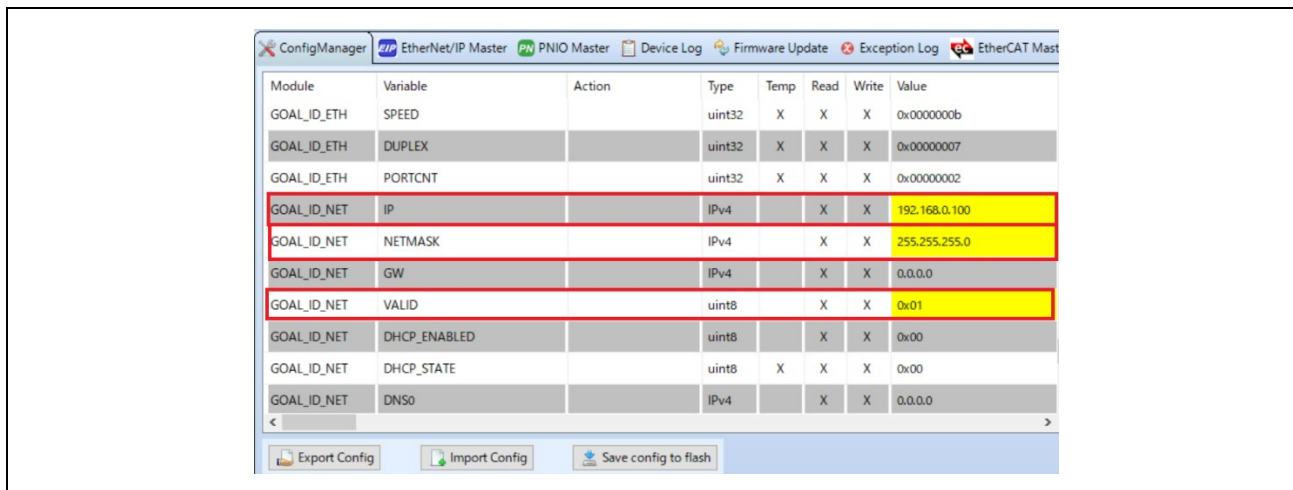 ConfigManager EtherNet/IP Master PNIO Master Device Log Firmware Update Exception Log EtherCAT Mast
Module Variable Action Type Temp Read Write Value
GOAL_ID_ETH SPEED uint32 X X X 0x0000000b
GOAL_ID_ETH DUPLEX uint32 X X X 0x00000007
GOAL_ID_ETH PORTCNT uint32 X X X 0x00000002
GOAL_ID_NET IP IPv4 X X 192.168.0.100
GOAL_ID_NET NETMASK IPv4 X X 255.255.255.0
GOAL_ID_NET GW IPv4 X X 0.0.0.0
GOAL_ID_NET VALID uint8 X X 0x01
GOAL_ID_NET DHCP_ENABLED uint8 X X 0x00
GOAL_ID_NET DHCP_STATE uint8 X X X 0x00
GOAL_ID_NET DNS0 IPv4 X X 0.0.0.0
Export Config Import Config Save config to flash